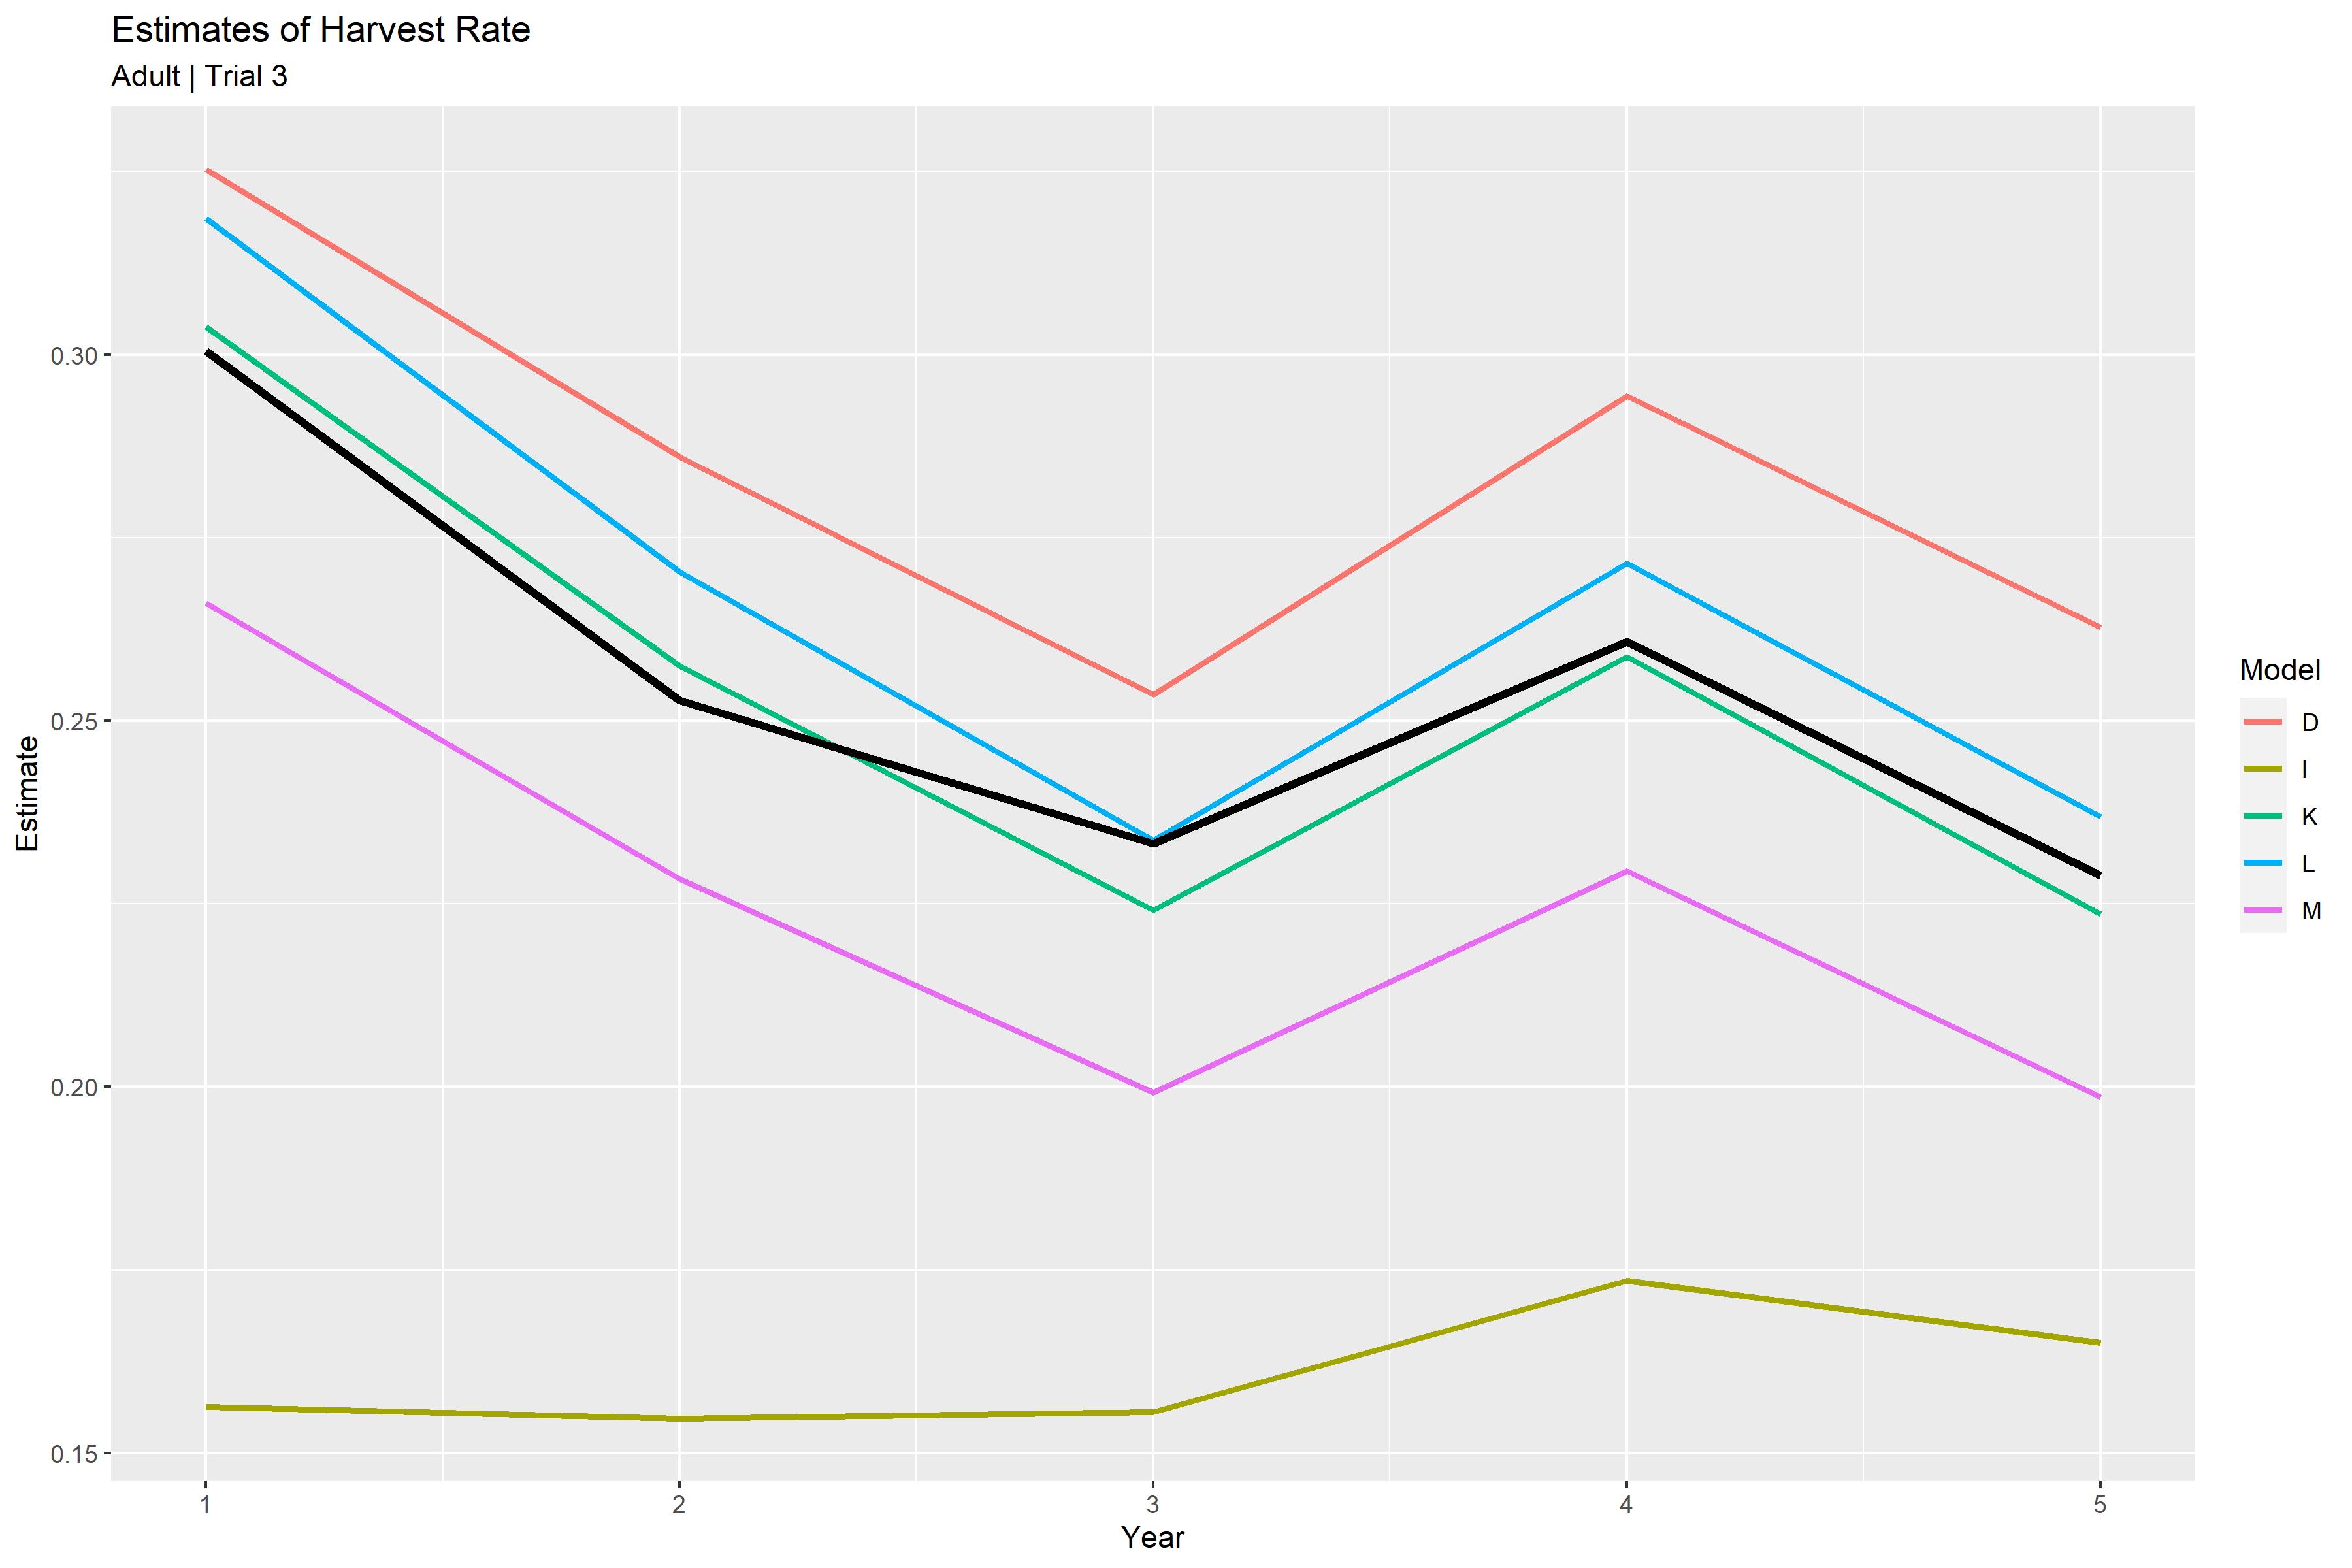 Estimates of Harvest Rate
Adult | Trial 3
0.30
0.25
0.20
0.15
Estimate
1 2 3 4 5
Year
Model
D
I
K
L
M